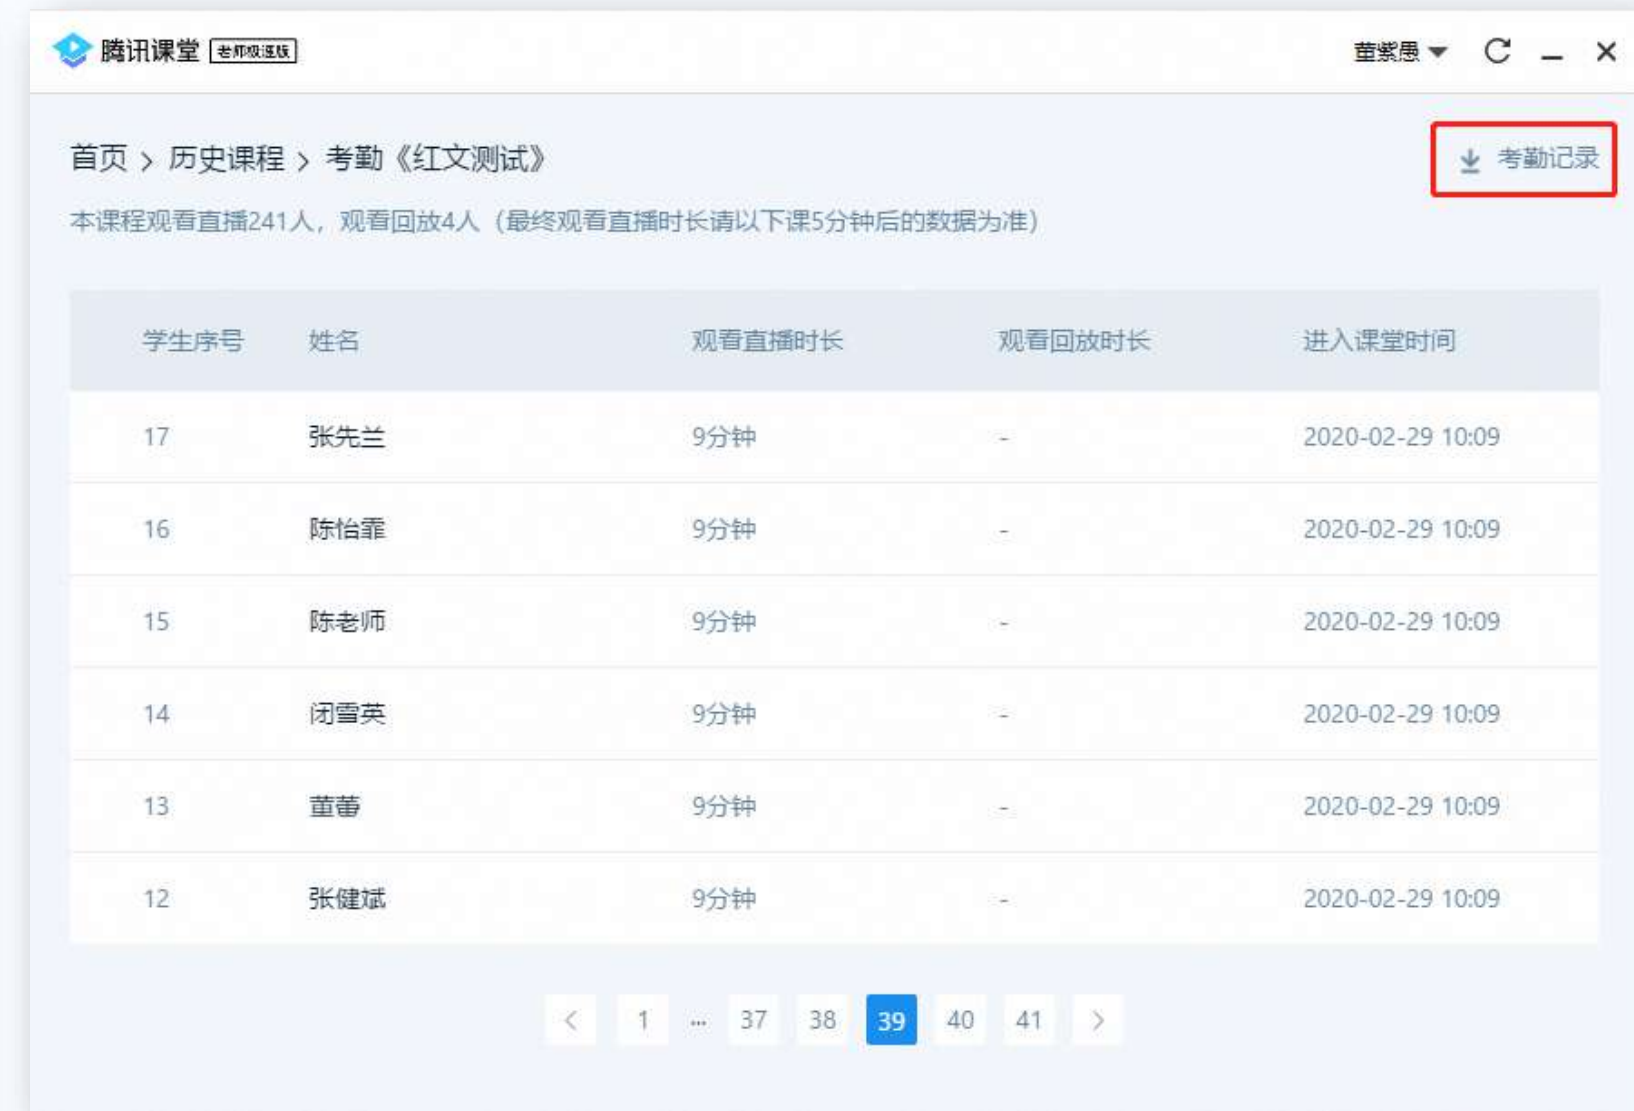 腾讯课堂 老师极速版 董紫愚
首页 > 历史课程 > 考勤《红文测试》 考勤记录
本课程观看直播241人，观看回放4人（最终观看直播时长请以下课5分钟后的数据为准）
学生序号 姓名 观看直播时长 观看回放时长 进入课堂时间
17 张先兰 9分钟 - 2020-02-29 10:09
16 陈怡霏 9分钟 - 2020-02-29 10:09
15 陈老师 9分钟 - 2020-02-29 10:09
14 闭雪英 9分钟 - 2020-02-29 10:09
13 董蕃 9分钟 - 2020-02-29 10:09
12 张健斌 9分钟 - 2020-02-29 10:09
< 1 ... 37 38 39 40 41 >